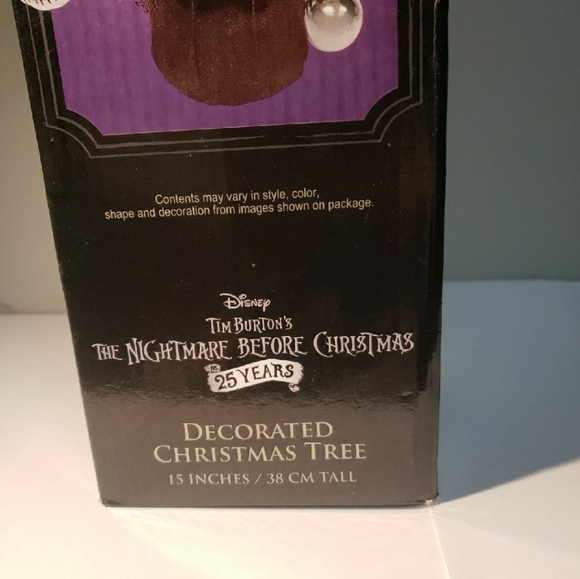 Contents may vary in style, color,
shape and decoration from images shown on package.
Disney
TIM BURTON'S
THE NIGHTMARE BEFORE CHRISTMAS
25 YEARS
DECORATED
CHRISTMAS TREE
15 INCHES / 38 CM TALL